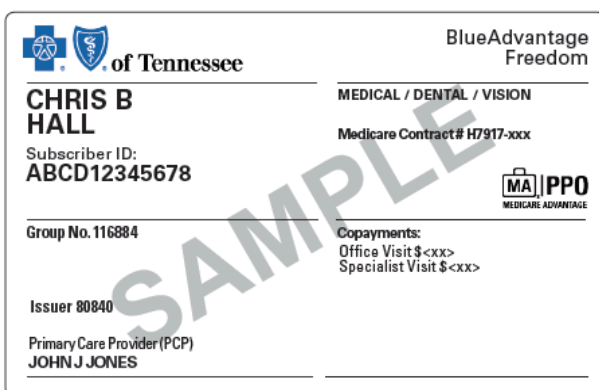 of Tennessee
BlueAdvantage
Freedom
CHRIS B
HALL
Subscriber ID:
ABCD12345678
MEDICAL / DENTAL / VISION
Medicare Contract# H7917-xxx
MA PPO
MEDICARE ADVANTAGE
Group No. 116884
Copayments:
Office Visit $<xx>
Specialist Visit $<xx>
SAMPLE
Issuer 80840
Primary Care Provider (PCP)
JOHN J JONES